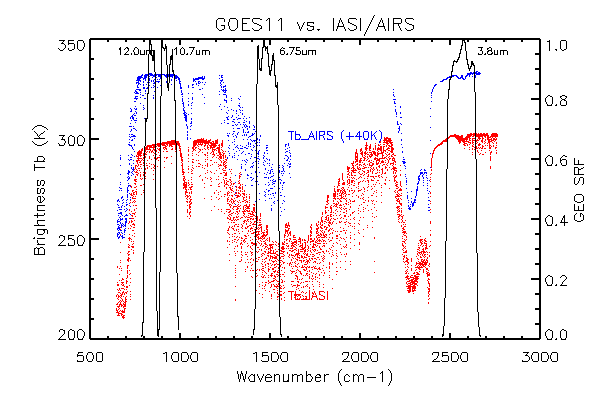 GOES11 vs. IASI/AIRS
350
300
250
200
Brightness Tb (K)
12.0um
10.7um
6.75um
3.8um
Tb_AIRS (+40K)
Tb_IASI
1.0
0.8
0.6
0.4
0.2
0.0
GEO SRF
500
1000
1500
2000
2500
3000
Wavenumber (cm-1)